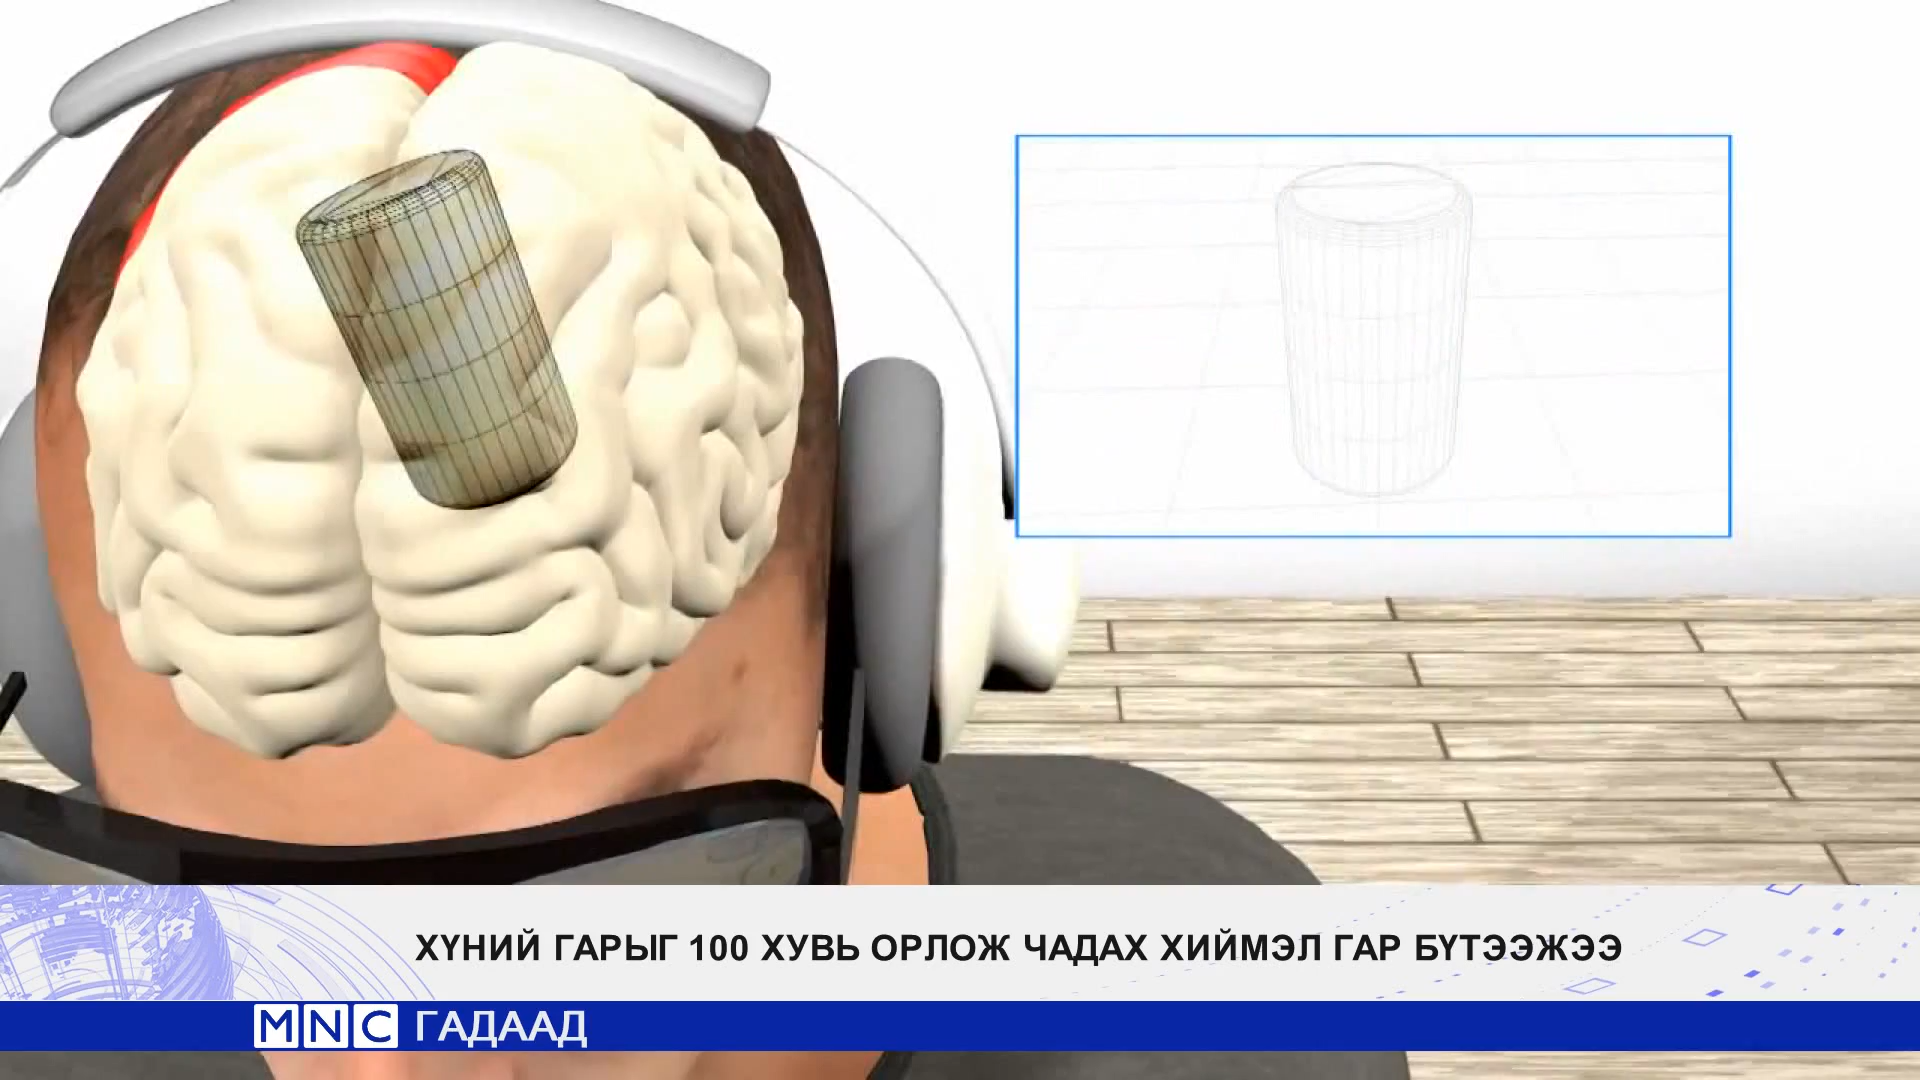 ХҮНИЙ ГАРЫГ 100 ХУВЬ ОРЛОЖ ЧАДАХ ХИЙМЭЛ ГАР БҮТЭЭЖЭЭ
MNC ГАДААД